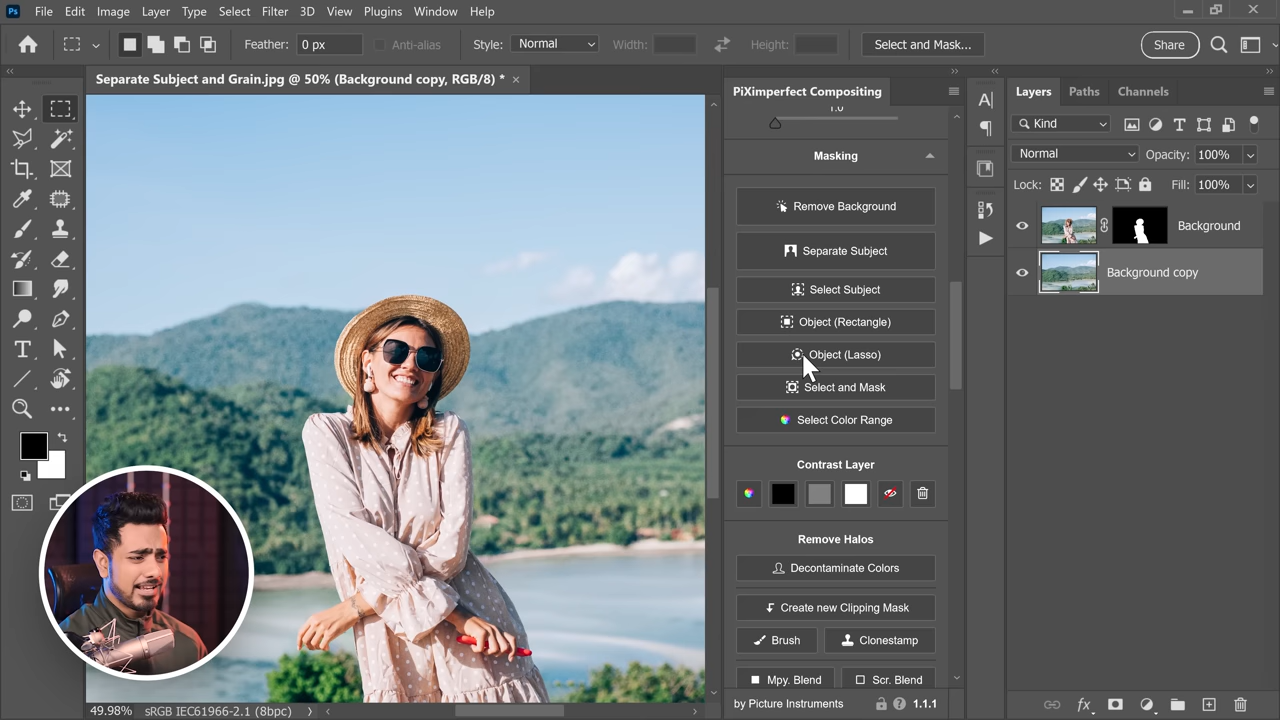 Ps File Edit Image Layer Type Select Filter 3D View Plugins Window Help
Feather: 0 px Anti-alias Style: Normal Width: Height: Select and Mask... Share
Separate Subject and Grain.jpg @ 50% (Background copy, RGB/8) * ×
PiXimperfect Compositing
1.0
Masking
Remove Background
Separate Subject
Select Subject
Object (Rectangle)
Object (Lasso)
Select and Mask
Select Color Range
Contrast Layer
Remove Halos
Decontaminate Colors
Create new Clipping Mask
Brush Clonestamp
Mpy. Blend Scr. Blend
by Picture Instruments 1.1.1
Layers Paths Channels
Kind
Normal Opacity: 100%
Lock: Fill: 100%
Background
Background copy
49.98% sRGB IEC61966-2.1 (8bpc)